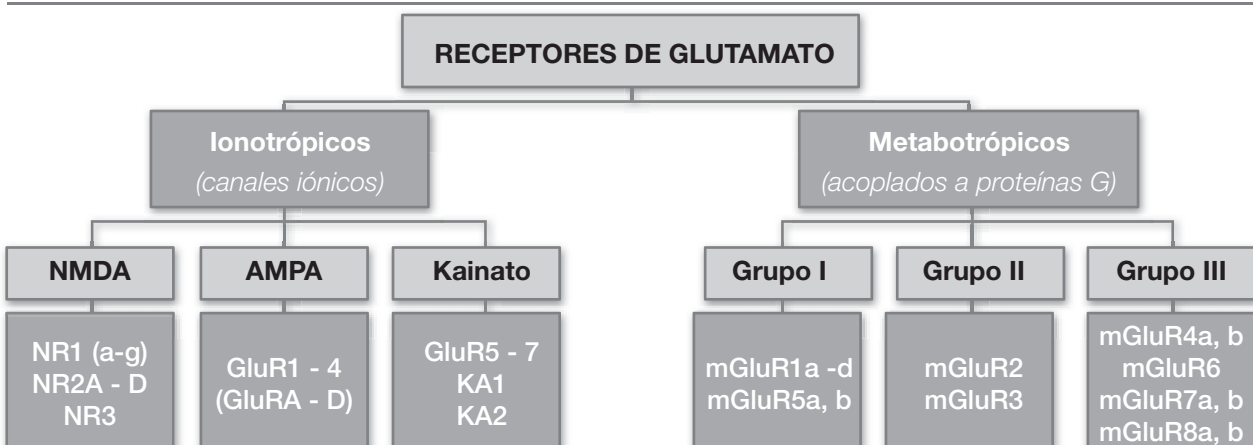 RECEPTORES DE GLUTAMATO
Ionotrópicos
(canales iónicos)
Metabotrópicos
(acoplados a proteínas G)
NMDA
AMPA
Kainato
Grupo I
Grupo II
Grupo III
NR1 (a-g)
NR2A - D
NR3
GluR1 - 4
(GluRA - D)
GluR5 - 7
KA1
KA2
mGluR1a -d
mGluR5a, b
mGluR2
mGluR3
mGluR4a, b
mGluR6
mGluR7a, b
mGluR8a, b